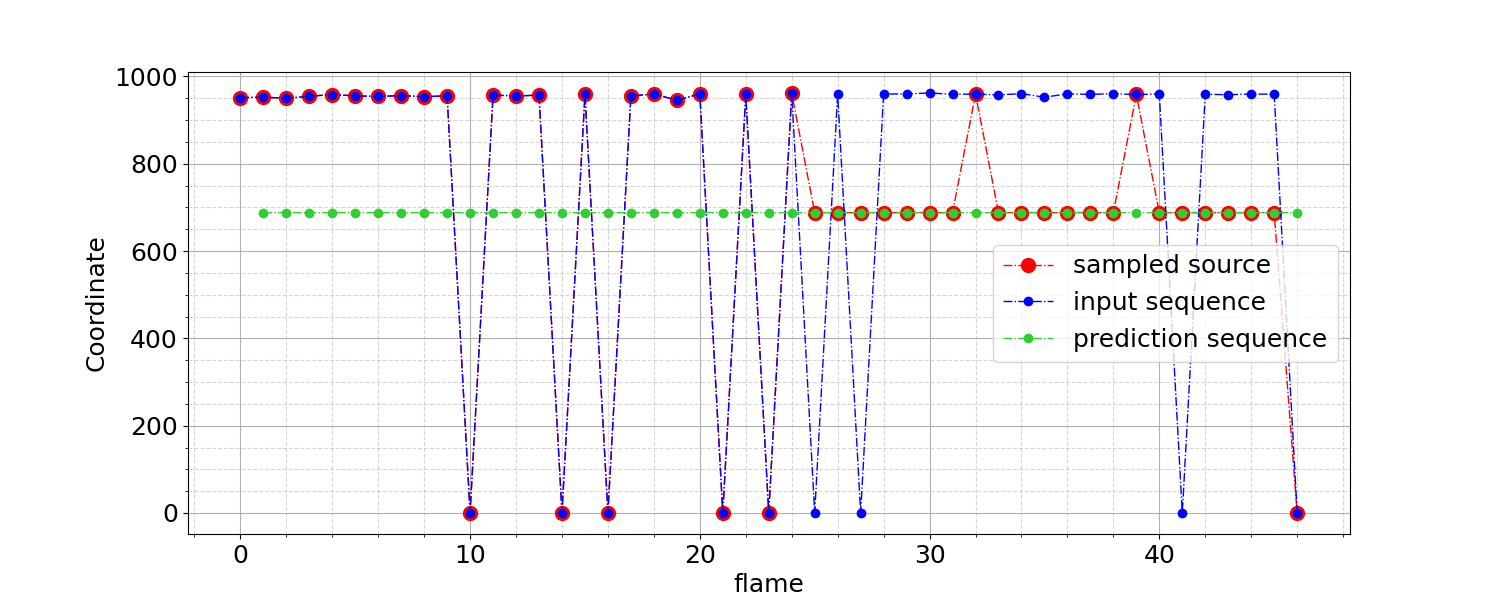 1000
800
600
400
200
0
Coordinate
sampled source
input sequence
prediction sequence
0 10 20 30 40
flame